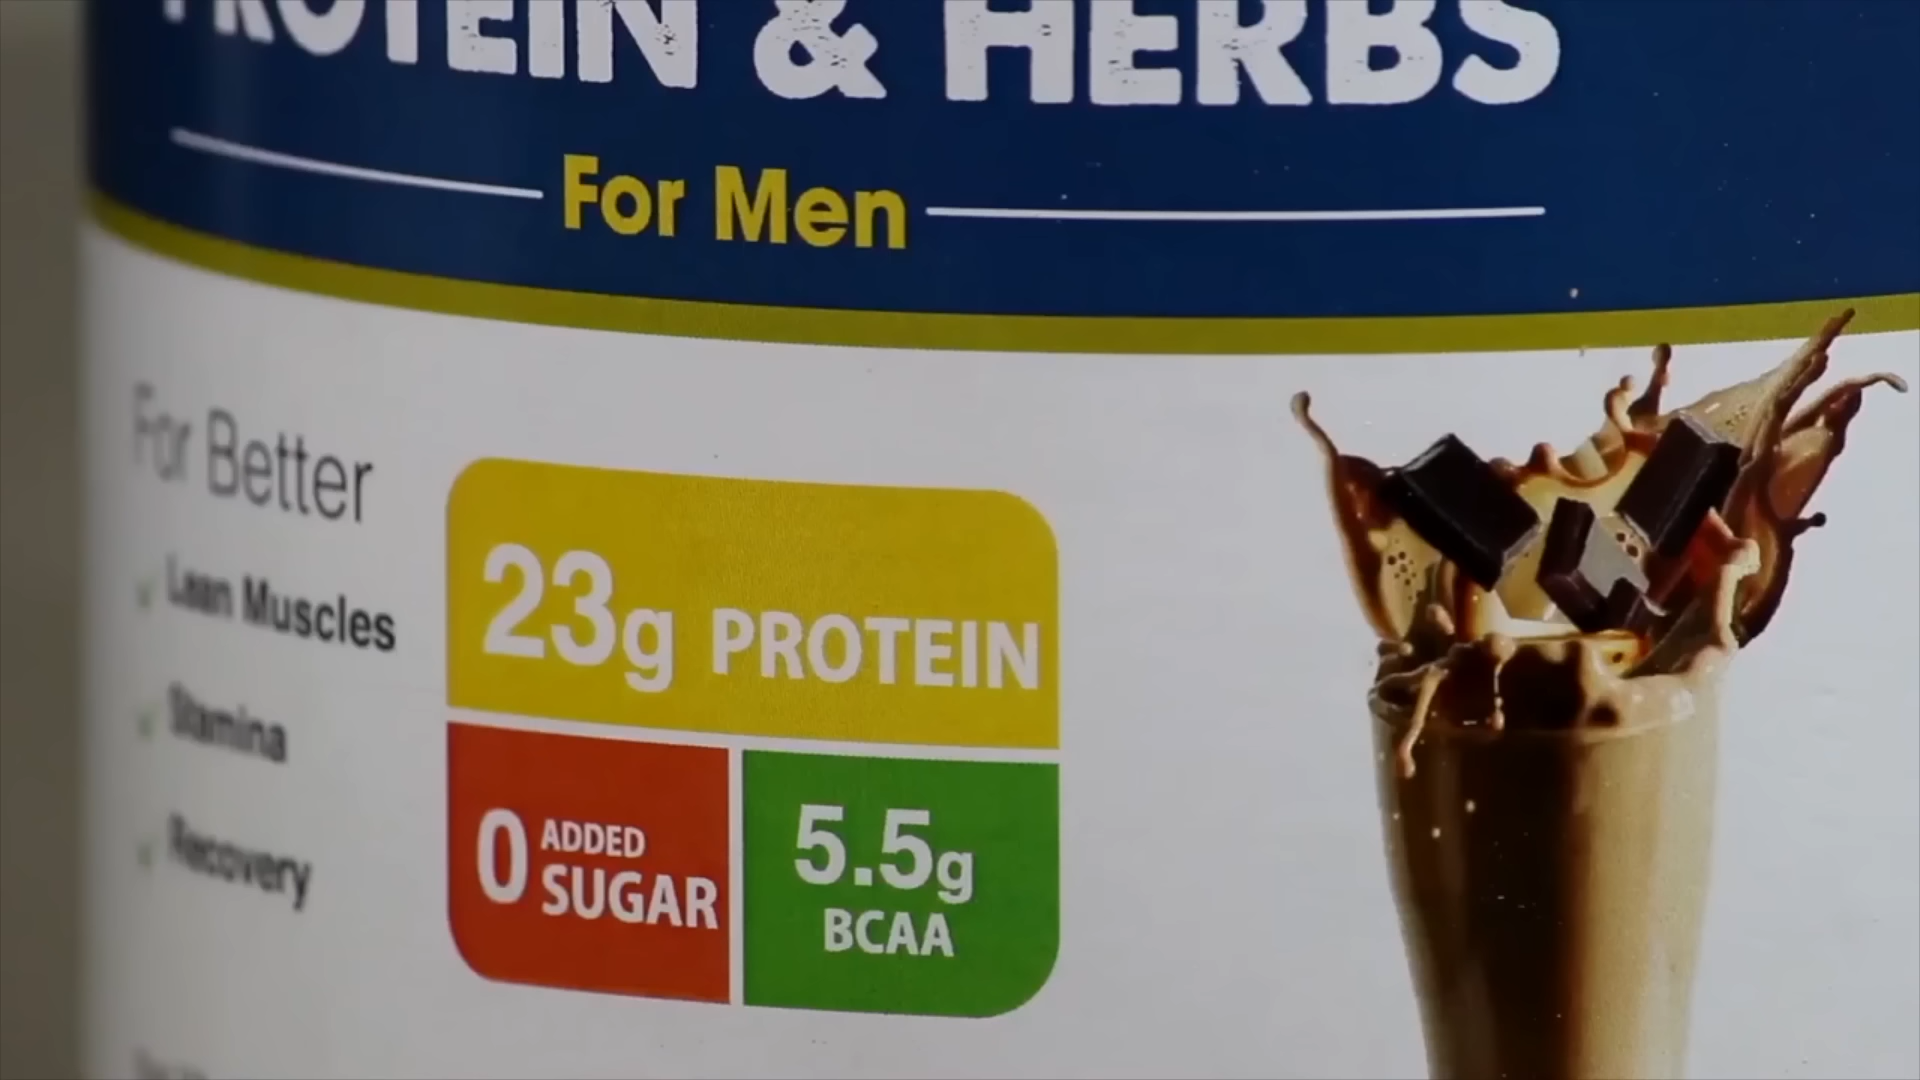 PROTEIN & HERBS
For Men
For Better
Lean Muscles
Stamina
Recovery
23g PROTEIN
0 ADDED SUGAR
5.5g
BCAA